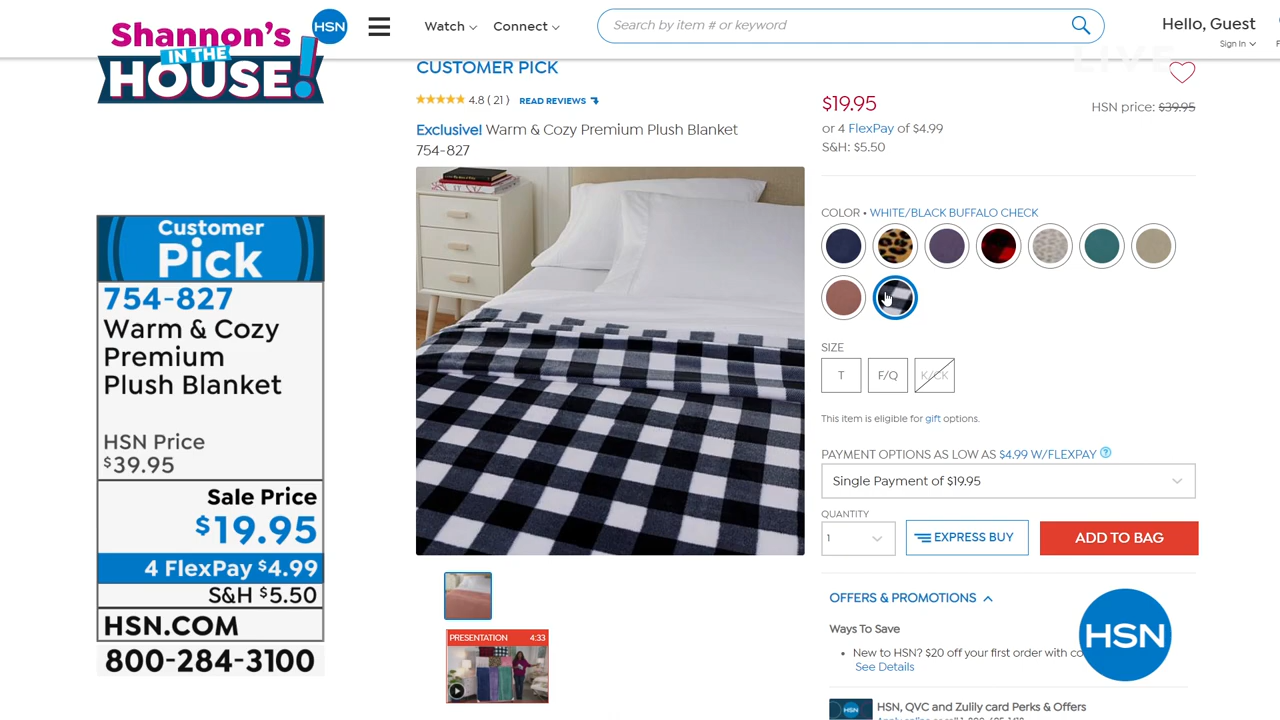 Shannon's
IN THE
HOUSE!
HSN
Watch
Connect
Search by item # or keyword
Hello, Guest
Sign In
LIVE
CUSTOMER PICK
4.8 ( 21 ) READ REVIEWS
Exclusive! Warm & Cozy Premium Plush Blanket
754-827
$19.95
HSN price: $39.95
or 4 FlexPay of $4.99
S&H: $5.50
COLOR • WHITE/BLACK BUFFALO CHECK
SIZE
T
F/Q
K/CK
This item is eligible for gift options.
PAYMENT OPTIONS AS LOW AS $4.99 W/FLEXPAY ?
Single Payment of $19.95
QUANTITY
1
EXPRESS BUY
ADD TO BAG
OFFERS & PROMOTIONS
Ways To Save
• New to HSN? $20 off your first order with
See Details
HSN
HSN
HSN, QVC and Zulily card Perks & Offers
PRESENTATION 4:33
Customer
Pick
754-827
Warm & Cozy
Premium
Plush Blanket
HSN Price
$39.95
Sale Price
$19.95
4 FlexPay $4.99
S&H $5.50
HSN.COM
800-284-3100